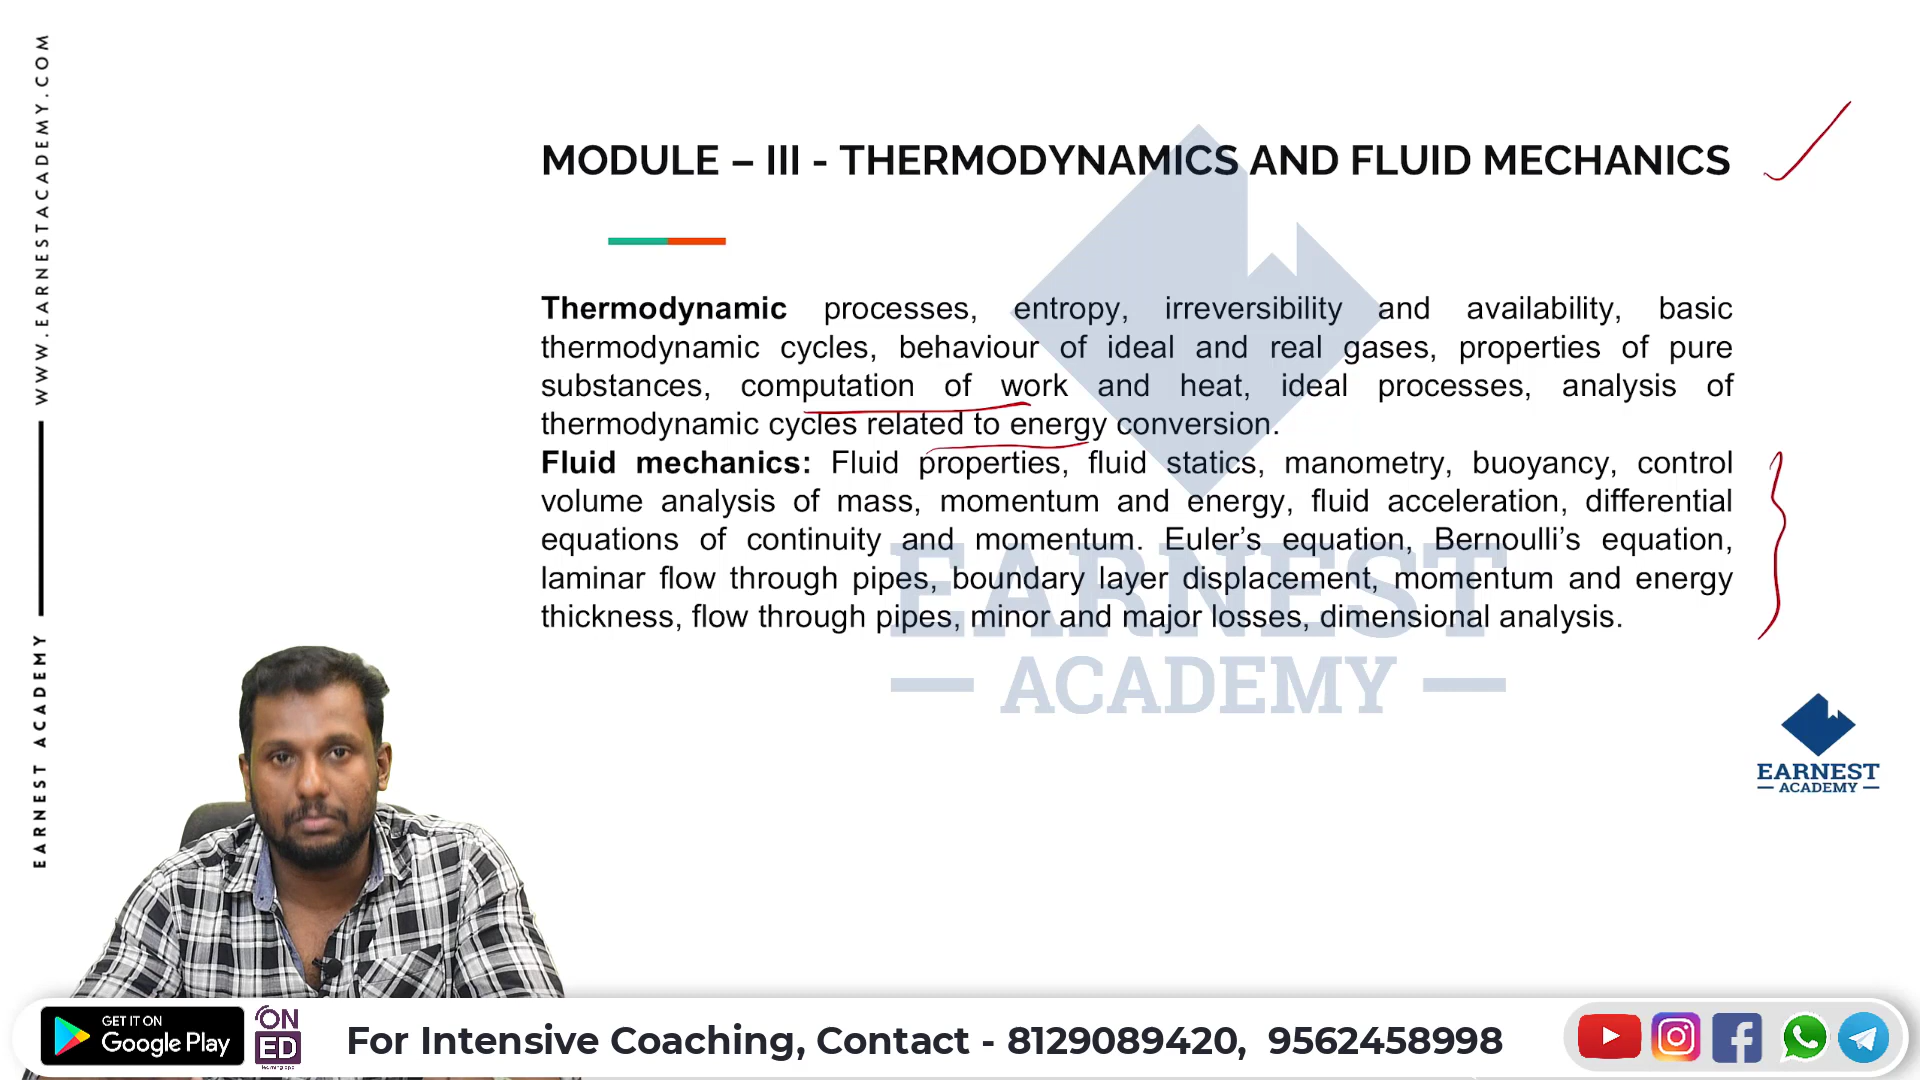 WWW.EARNESTACADEMY.COM
EARNEST ACADEMY
MODULE – III - THERMODYNAMICS AND FLUID MECHANICS
Thermodynamic processes, entropy, irreversibility and availability, basic
thermodynamic cycles, behaviour of ideal and real gases, properties of pure
substances, computation of work and heat, ideal processes, analysis of
thermodynamic cycles related to energy conversion.
Fluid mechanics: Fluid properties, fluid statics, manometry, buoyancy, control
volume analysis of mass, momentum and energy, fluid acceleration, differential
equations of continuity and momentum. Euler’s equation, Bernoulli’s equation,
laminar flow through pipes, boundary layer displacement, momentum and energy
thickness, flow through pipes, minor and major losses, dimensional analysis.
EARNEST
ACADEMY
EARNEST
ACADEMY
GET IT ON
Google Play
ON
ED
learning app
For Intensive Coaching, Contact - 8129089420, 9562458998